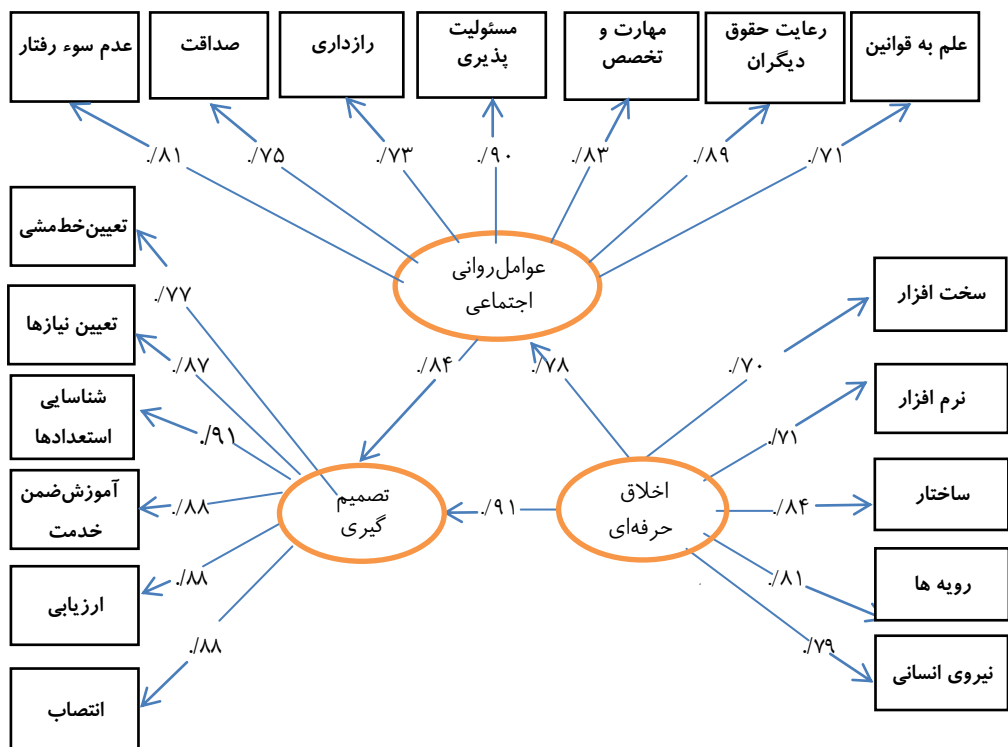 علم به قوانین
رعایت حقوق
دیگران
مهارت و
تخصص
مسئولیت
پذیری
رازداری
صداقت
عدم سوء رفتار
./۷۱
./۸۹
./۸۳
./۹۰
./۷۳
./۷۵
./۸۱
عوامل‌روانی
اجتماعی
./۷۸
./۸۴
سخت افزار
نرم افزار
ساختار
رویه ها
نیروی انسانی
./۷۰
./۷۱
./۸۴
./۸۱
./۷۹
اخلاق
حرفه‌ای
./۹۱
تصمیم
گیری
./۷۷
./۸۷
./۹۱
./۸۸
./۸۸
./۸۸
تعیین‌خط‌مشی
تعیین نیازها
شناسایی
استعدادها
آموزش‌ضمن
خدمت
ارزیابی
انتصاب